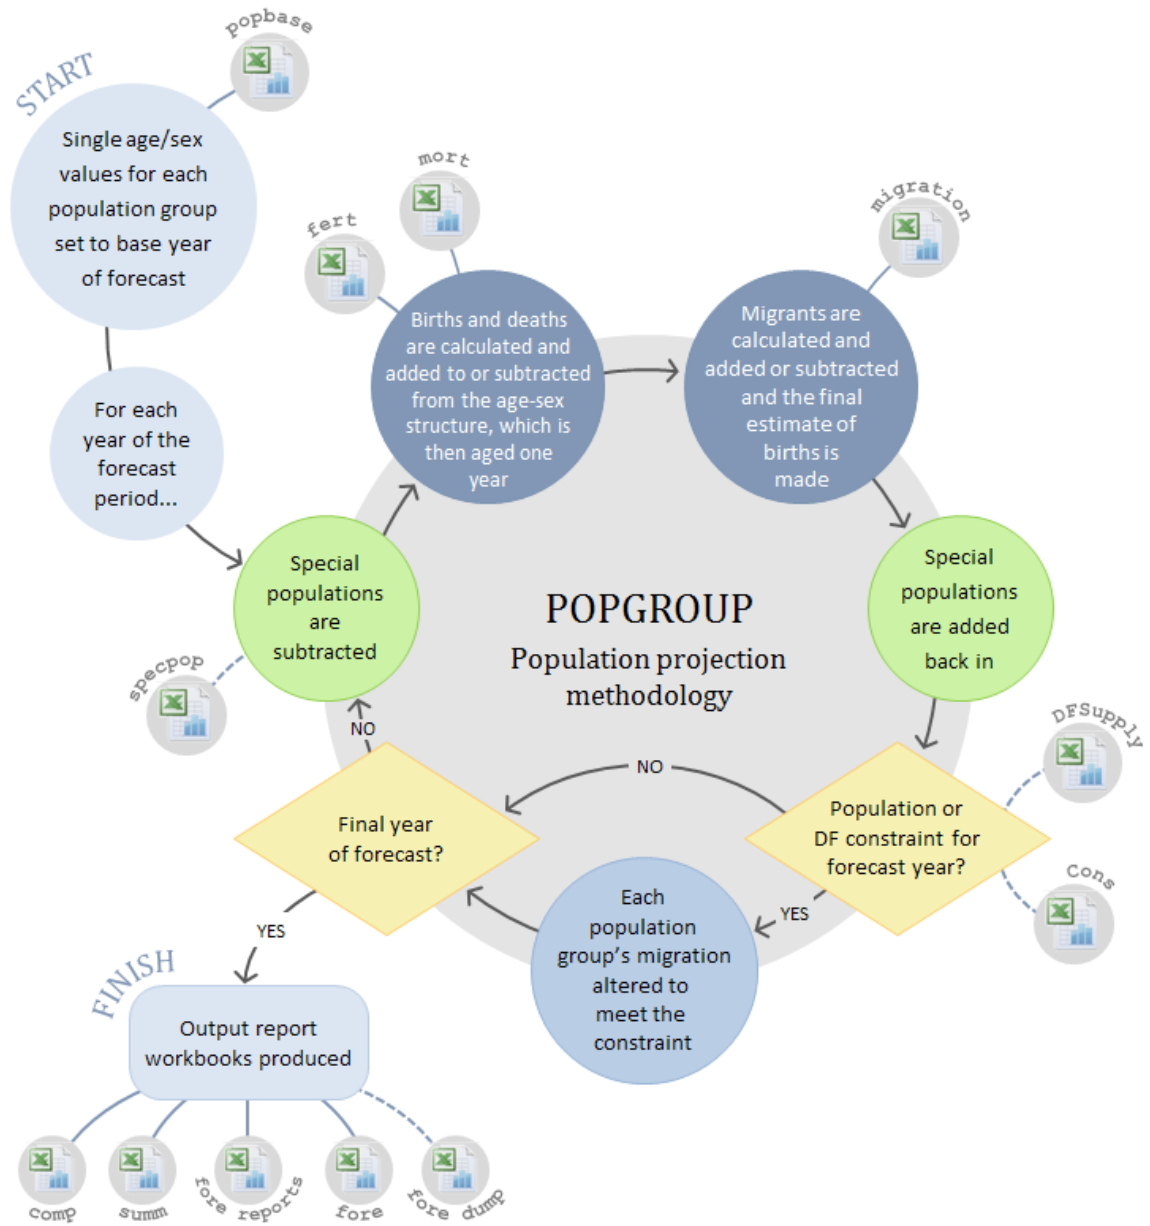 popbase
START
Single age/sex
values for each
population group
set to base year
of forecast
mort
fert
migration
Births and deaths
are calculated and
added to or subtracted
from the age-sex
structure, which is
then aged one
year
Migrants are
calculated and
added or subtracted
and the final
estimate of
births is
made
For each
year of the
forecast
period...
Special
populations
are
subtracted
specpop
POPGROUP
Population projection
methodology
Special
populations
are added
back in
DFSupply
NO
NO
Final year
of forecast?
Population or
DF constraint for
forecast year?
Cons
YES
YES
Each
population
group's migration
altered to
meet the
constraint
FINISH
Output report
workbooks produced
comp
summ
fore reports
fore
fore dump